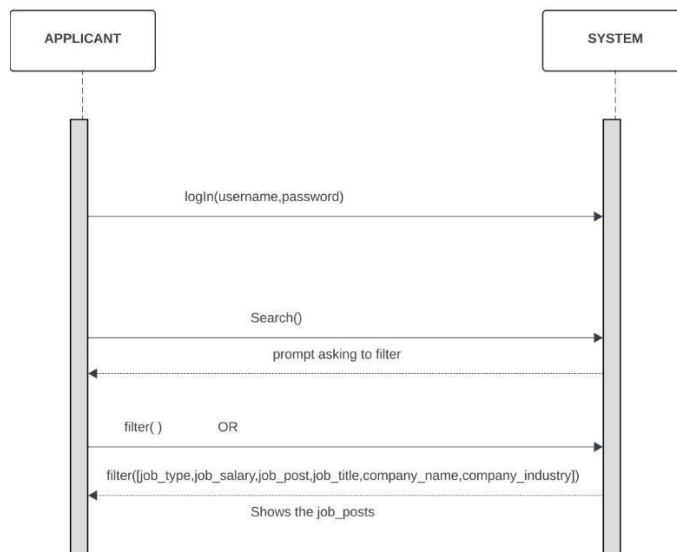 APPLICANT
SYSTEM
logIn(username,password)
Search()
prompt asking to filter
filter( ) OR
filter([job_type,job_salary,job_post,job_title,company_name,company_industry])
Shows the job_posts